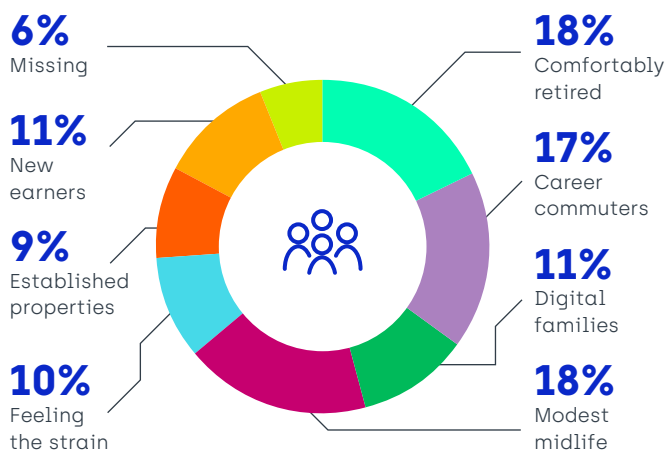 6%
Missing
11%
New
earners
9%
Established
properties
10%
Feeling
the strain
18%
Comfortably
retired
17%
Career
commuters
11%
Digital
families
18%
Modest
midlife